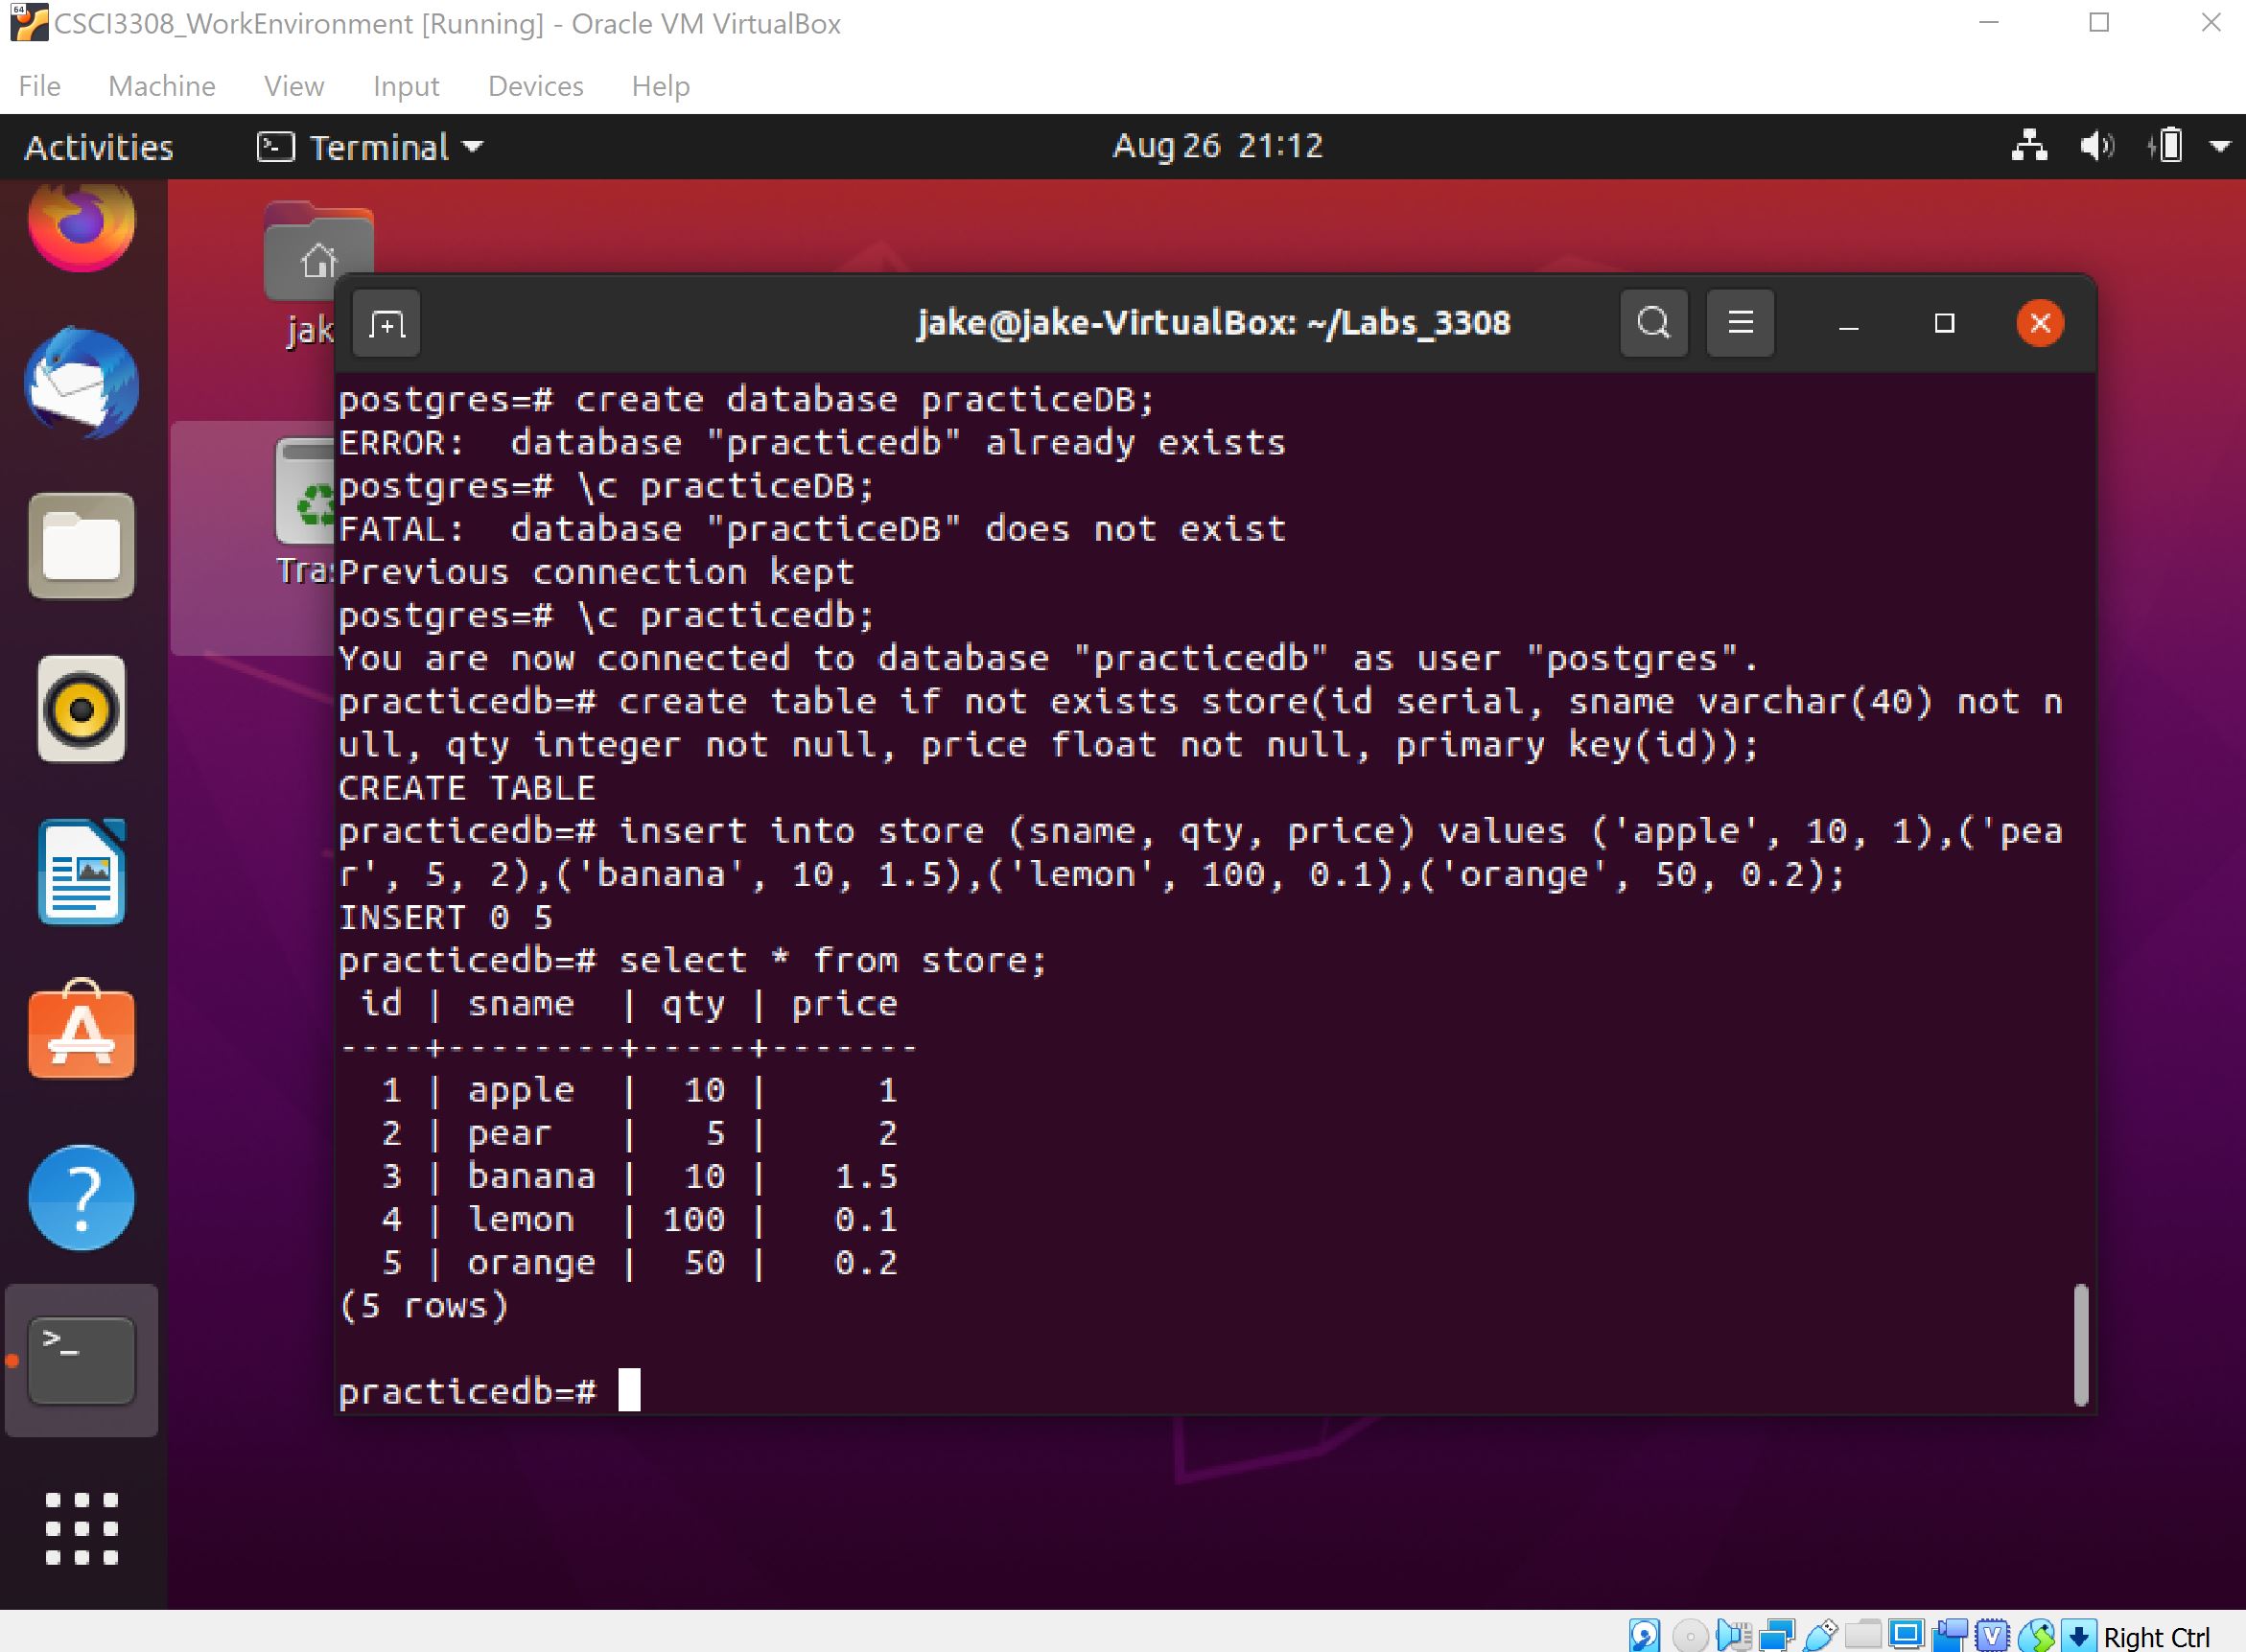 CSCI3308_WorkEnvironment [Running] - Oracle VM VirtualBox
File Machine View Input Devices Help
Activities Terminal Aug 26 21:12
jake@jake-VirtualBox: ~/Labs_3308
jak
Tra
postgres=# create database practiceDB;
ERROR:  database "practicedb" already exists
postgres=# \c practiceDB;
FATAL:  database "practiceDB" does not exist
Previous connection kept
postgres=# \c practicedb;
You are now connected to database "practicedb" as user "postgres".
practicedb=# create table if not exists store(id serial, sname varchar(40) not n
ull, qty integer not null, price float not null, primary key(id));
CREATE TABLE
practicedb=# insert into store (sname, qty, price) values ('apple', 10, 1),('pea
r', 5, 2),('banana', 10, 1.5),('lemon', 100, 0.1),('orange', 50, 0.2);
INSERT 0 5
practicedb=# select * from store;
 id | sname  | qty | price
----+--------+-----+-------
  1 | apple  |  10 |     1
  2 | pear   |   5 |     2
  3 | banana |  10 |   1.5
  4 | lemon  | 100 |   0.1
  5 | orange |  50 |   0.2
(5 rows)
practicedb=#
Right Ctrl